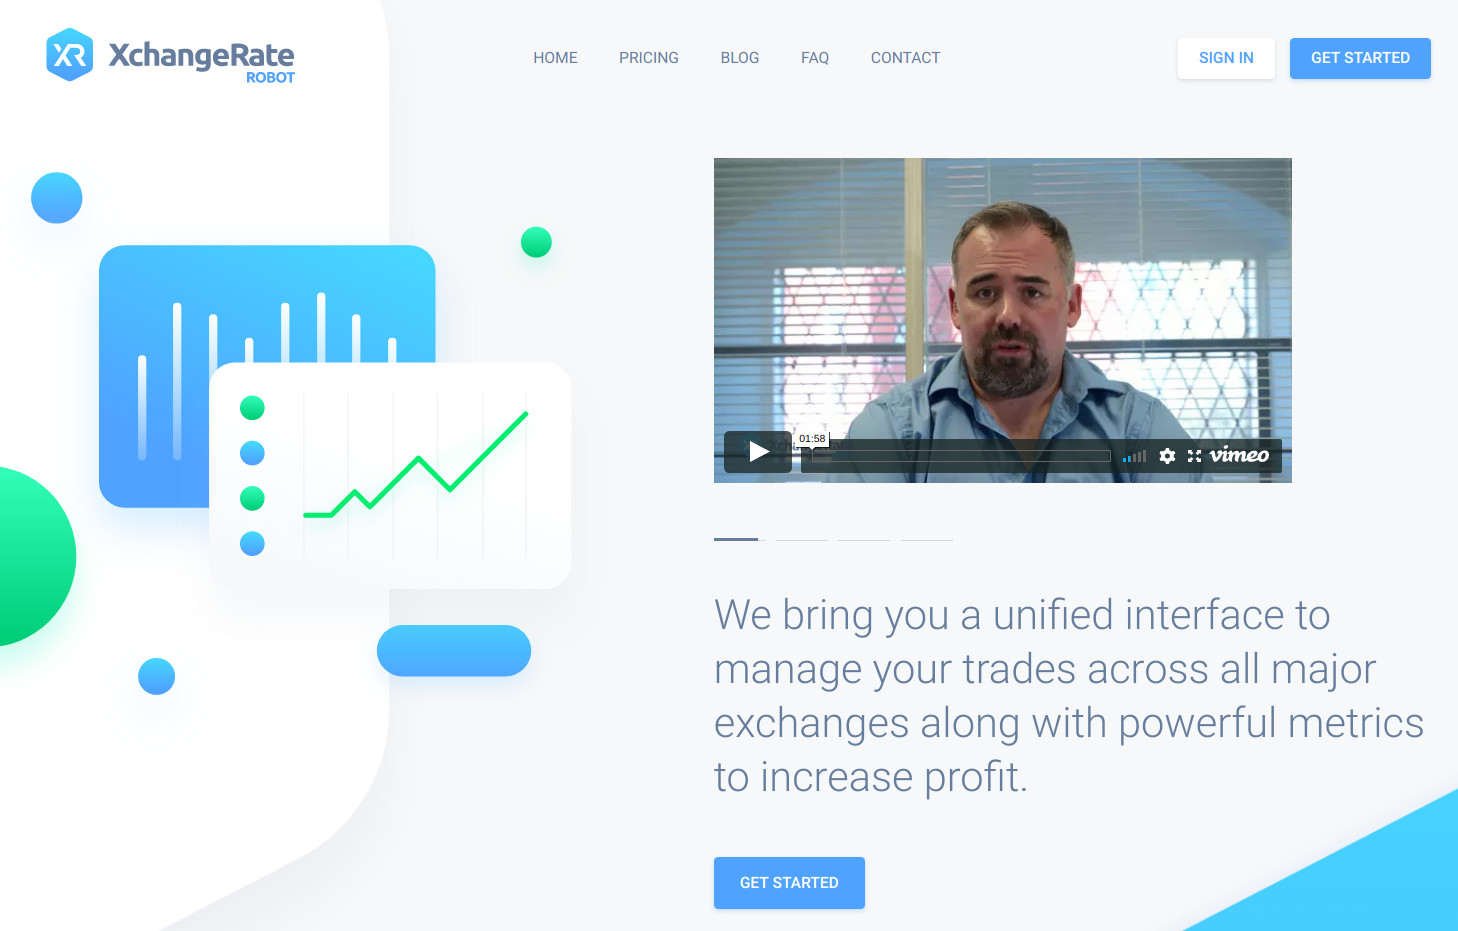 XR XchangeRate
ROBOT
HOME PRICING BLOG FAQ CONTACT
SIGN IN GET STARTED
01:58
vimeo
We bring you a unified interface to
manage your trades across all major
exchanges along with powerful metrics
to increase profit.
GET STARTED